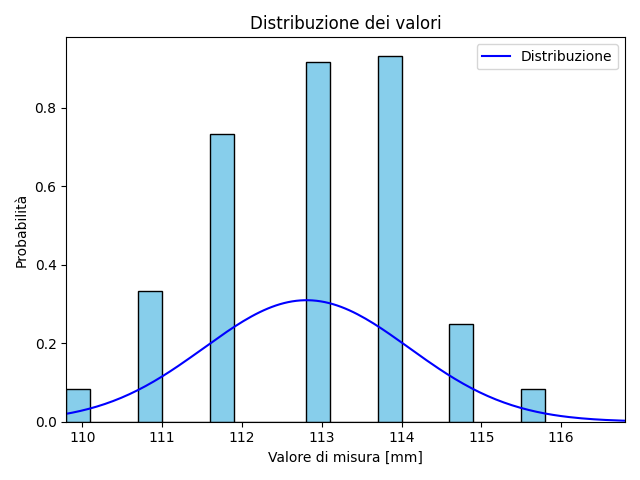 Distribuzione dei valori
Distribuzione
Probabilità
0.8
0.6
0.4
0.2
0.0
110 111 112 113 114 115 116
Valore di misura [mm]